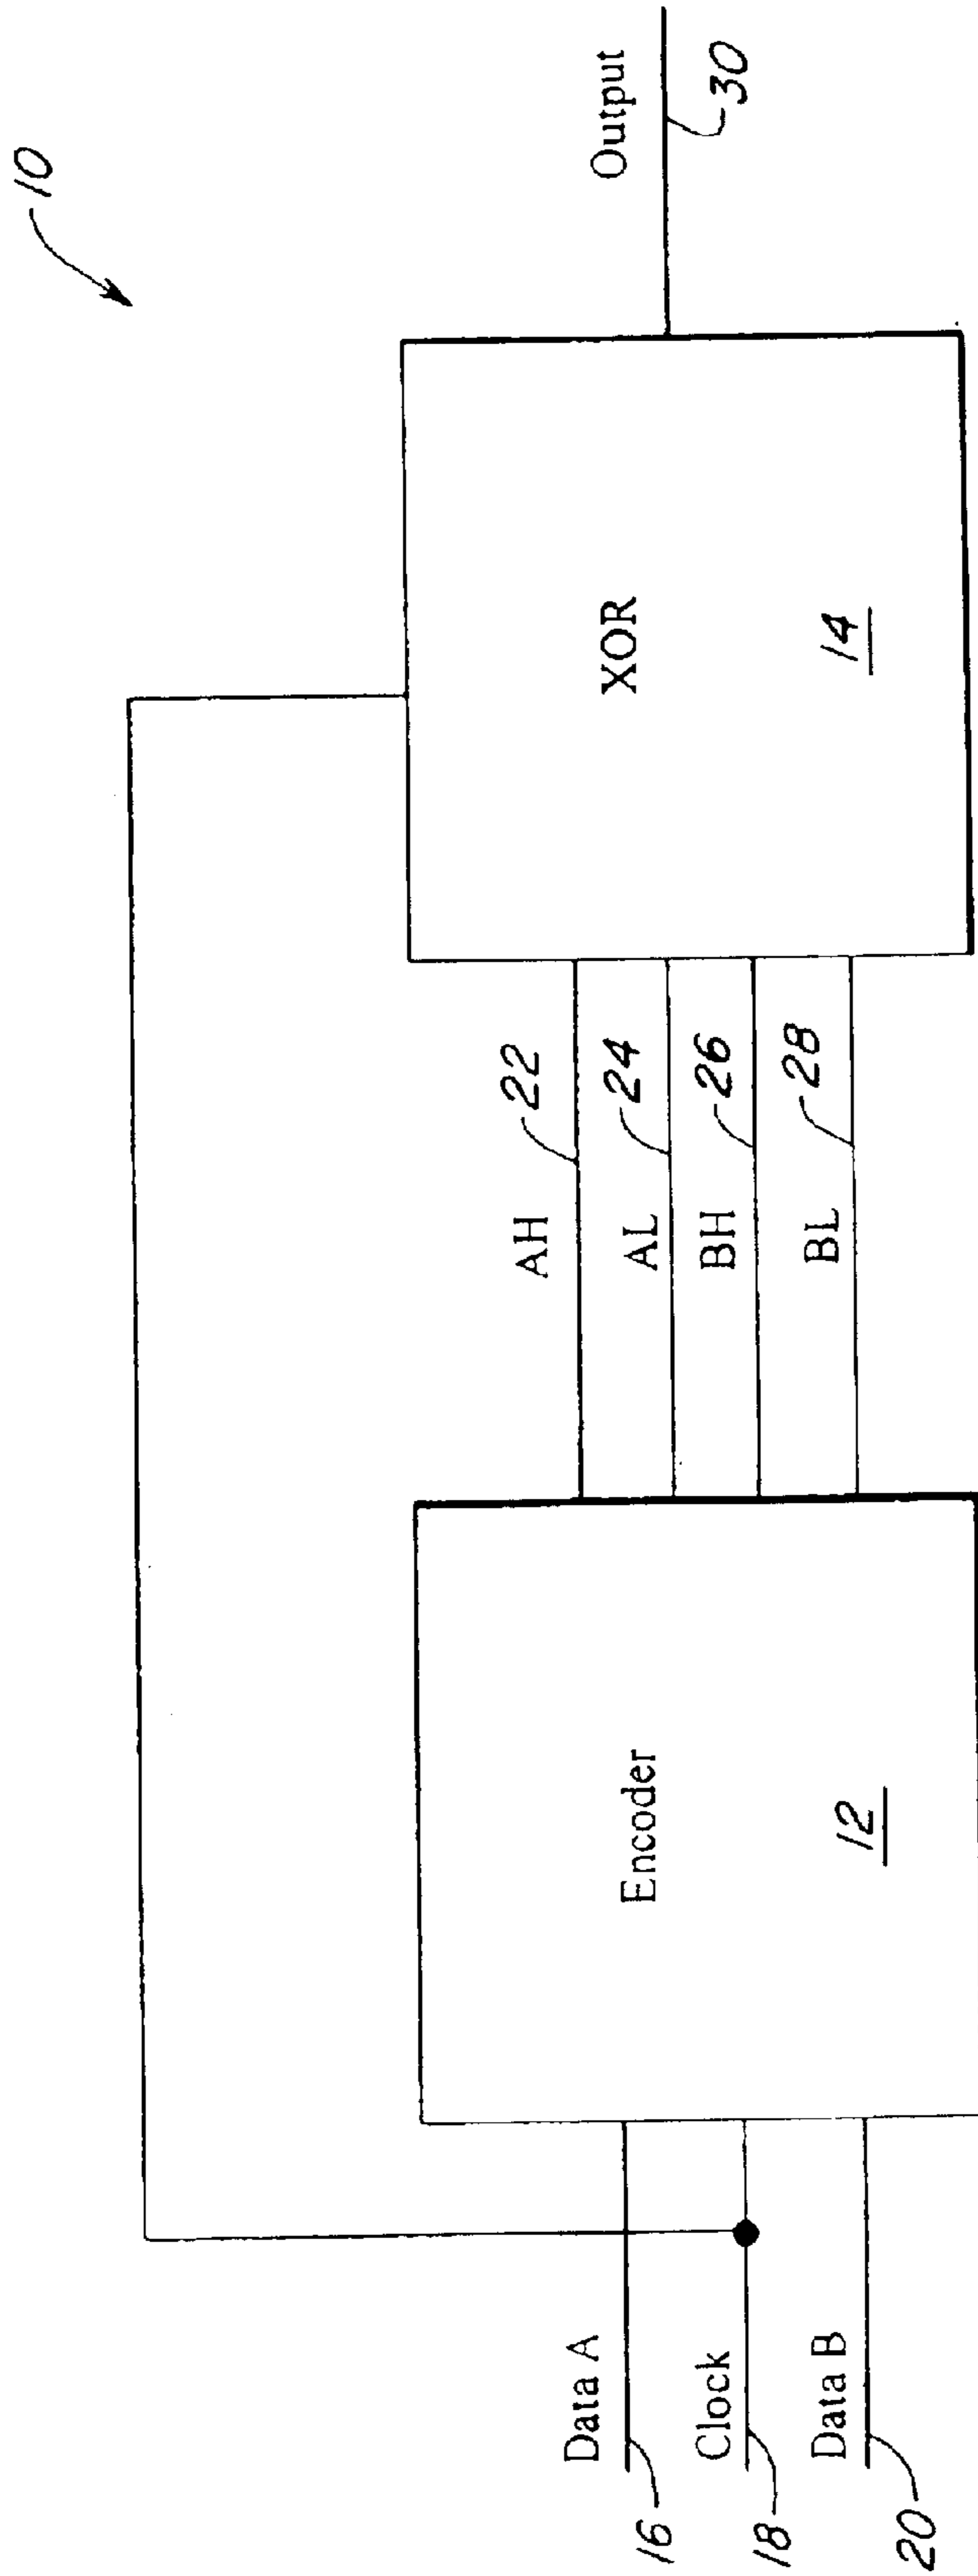 10
Data A
16
Clock
18
Data B
20
Encoder
12
AH
22
AL
24
BH
26
BL
28
XOR
14
Output
30